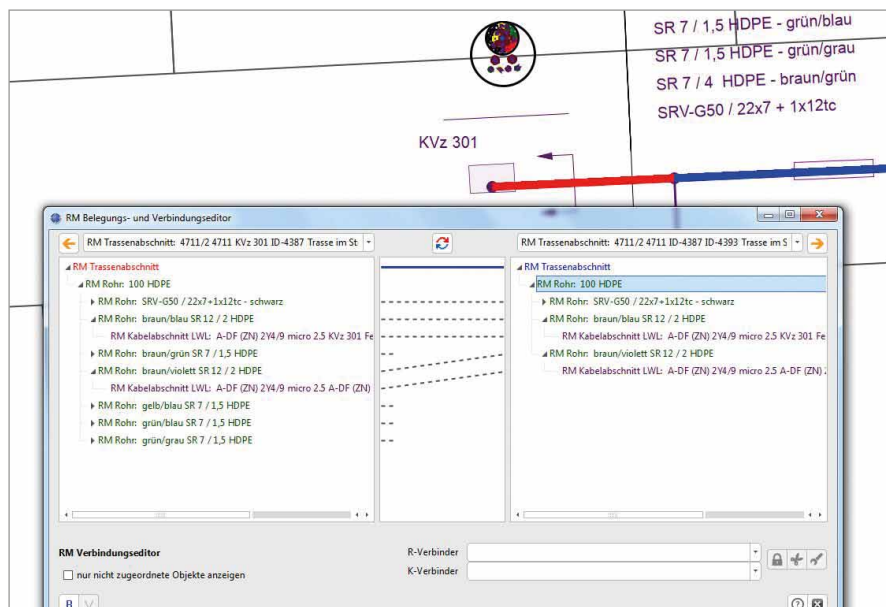 SR 7 / 1,5 HDPE - grün/blau
SR 7 / 1,5 HDPE - grün/grau
SR 7 / 4 HDPE - braun/grün
SRV-G50 / 22x7 + 1x12tc
KVz 301
RM Belegungs- und Verbindungseditor
RM Trassenabschnitt: 4711/2 4711 KVz 301 ID-4387 Trasse im St
RM Trassenabschnitt: 4711/2 4711 ID-4387 ID-4393 Trasse im S
RM Trassenabschnitt
RM Rohr: 100 HDPE
RM Rohr: SRV-G50 / 22x7+1x12tc - schwarz
RM Rohr: braun/blau SR 12 / 2 HDPE
RM Kabelabschnitt LWL: A-DF (ZN) 2Y4/9 micro 2.5 KVz 301 Fe
RM Rohr: braun/grün SR 7 / 1,5 HDPE
RM Rohr: braun/violett SR 12 / 2 HDPE
RM Kabelabschnitt LWL: A-DF (ZN) 2Y4/9 micro 2.5 A-DF (ZN)
RM Rohr: gelb/blau SR 7 / 1,5 HDPE
RM Rohr: grün/blau SR 7 / 1,5 HDPE
RM Rohr: grün/grau SR 7 / 1,5 HDPE
RM Trassenabschnitt
RM Rohr: 100 HDPE
RM Rohr: SRV-G50 / 22x7+1x12tc - schwarz
RM Rohr: braun/blau SR 12 / 2 HDPE
RM Kabelabschnitt LWL: A-DF (ZN) 2Y4/9 micro 2.5 KVz 301 Fe
RM Rohr: braun/violett SR 12 / 2 HDPE
RM Kabelabschnitt LWL: A-DF (ZN) 2Y4/9 micro 2.5 A-DF (ZN) 2
RM Verbindungseditor
R-Verbinder
nur nicht zugeordnete Objekte anzeigen
K-Verbinder
R V